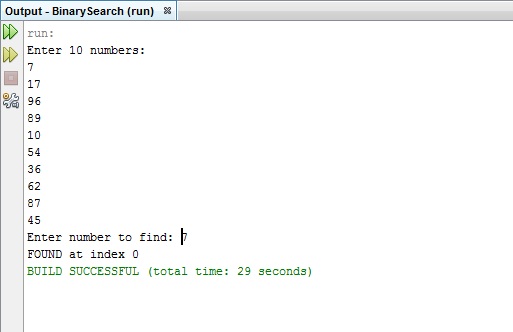 Output - BinarySearch (run)
run:
Enter 10 numbers:
7
17
96
89
10
54
36
62
87
45
Enter number to find: 7
FOUND at index 0
BUILD SUCCESSFUL (total time: 29 seconds)